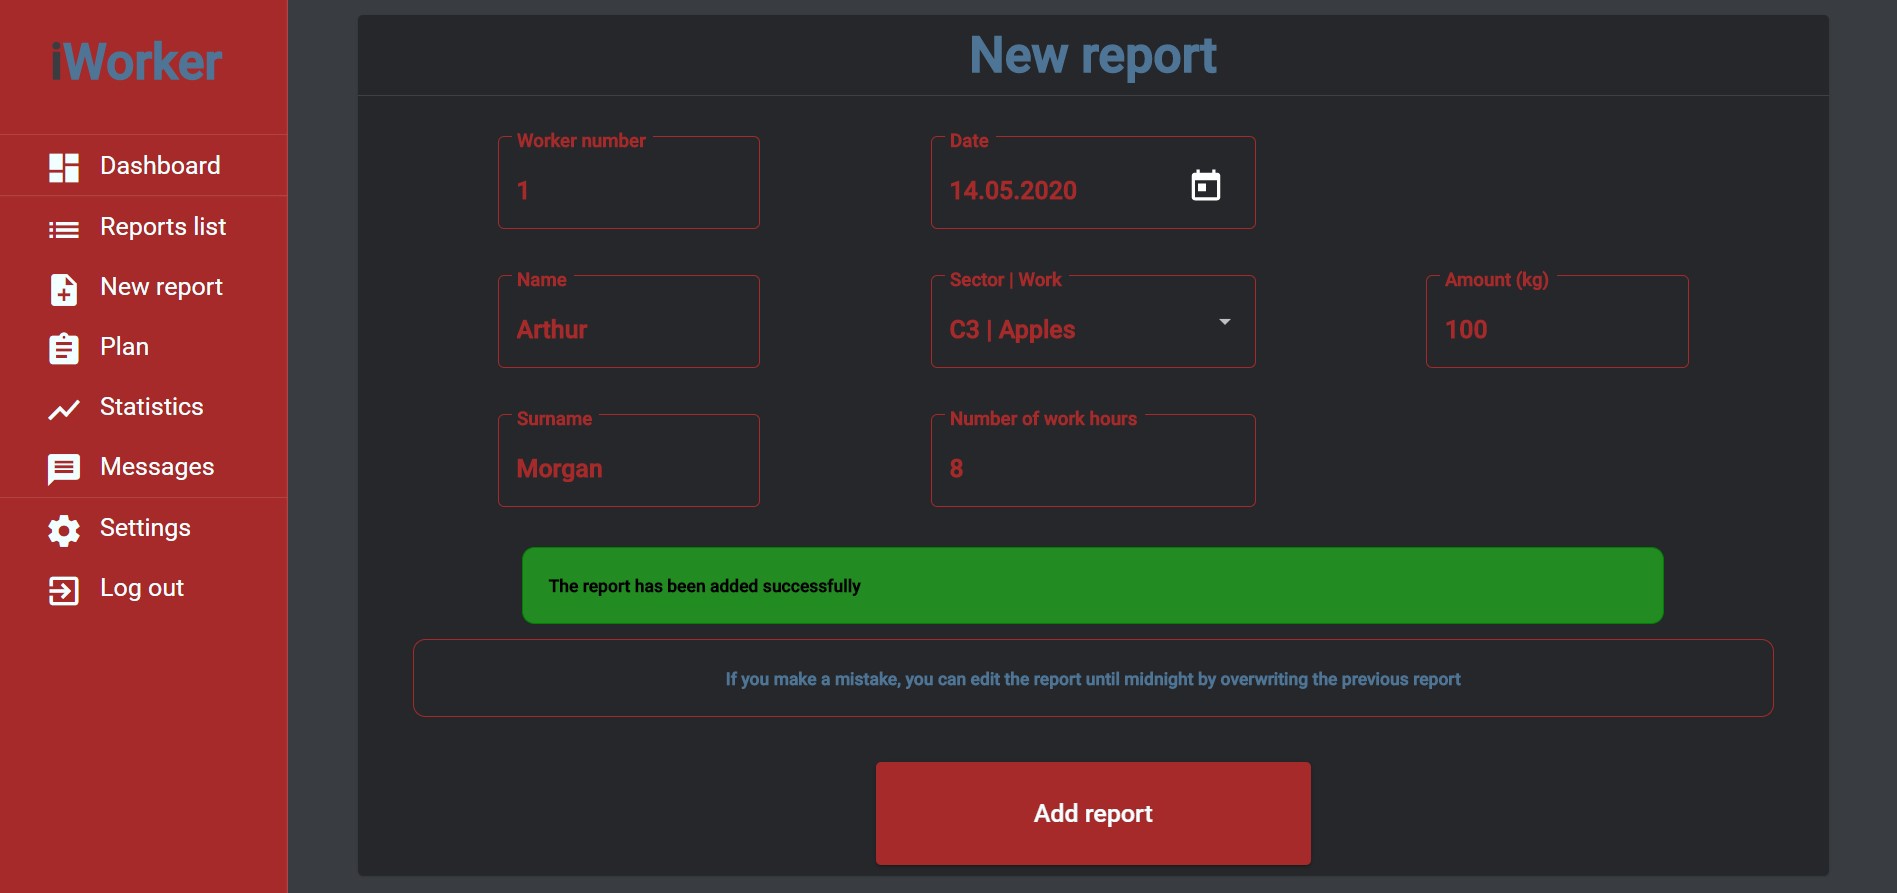 iWorker
Dashboard
Reports list
New report
Plan
Statistics
Messages
Settings
Log out
New report
Worker number
1
Date
14.05.2020
Name
Arthur
Sector | Work
C3 | Apples
Amount (kg)
100
Surname
Morgan
Number of work hours
8
The report has been added successfully
If you make a mistake, you can edit the report until midnight by overwriting the previous report
Add report